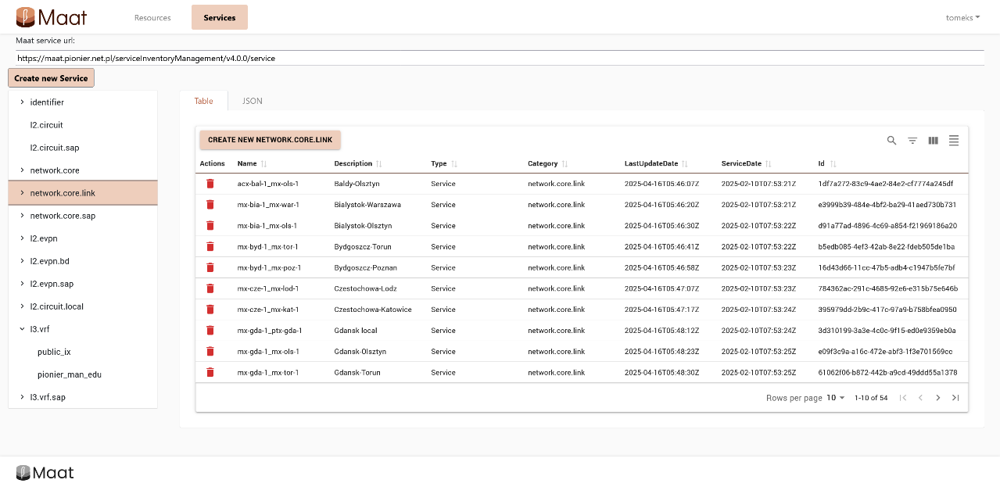 Maat Resources Services tomeks
Maat service url:
https://maat.pionier.net.pl/serviceInventoryManagement/v4.0.0/service
Create new Service
identifier
l2.circuit
l2.circuit.sap
network.core
network.core.link
network.core.sap
l2.evpn
l2.evpn.bd
l2.evpn.sap
l2.circuit.local
l3.vrf
public_ix
pionier_man_edu
l3.vrf.sap
Table JSON
CREATE NEW NETWORK.CORE.LINK
Actions Name Description Type Category LastUpdateDate ServiceDate Id
acx-bal-1_mx-ols-1 Baldy-Olsztyn Service network.core.link 2025-04-16T05:46:07Z 2025-02-10T07:53:21Z 1df7a272-83c9-4ae2-84e2-cf7774a245df
mx-bia-1_mx-war-1 Bialystok-Warszawa Service network.core.link 2025-04-16T05:46:20Z 2025-02-10T07:53:21Z e3999b39-484e-4bf2-ba29-41aed730b731
mx-bia-1_mx-ols-1 Bialystok-Olsztyn Service network.core.link 2025-04-16T05:46:30Z 2025-02-10T07:53:22Z d91a77ad-4896-4c69-a854-f21969186a20
mx-byd-1_mx-tor-1 Bydgoszcz-Torun Service network.core.link 2025-04-16T05:46:41Z 2025-02-10T07:53:22Z b5edb085-4ef3-42ab-8e22-fdeb505de1ba
mx-byd-1_mx-poz-1 Bydgoszcz-Poznan Service network.core.link 2025-04-16T05:46:58Z 2025-02-10T07:53:23Z 16d43d66-11cc-47b5-adb4-c1947b5fe7bf
mx-cze-1_mx-lod-1 Czestochowa-Lodz Service network.core.link 2025-04-16T05:47:07Z 2025-02-10T07:53:23Z 784362ac-291c-4685-92e6-e315b75e646b
mx-cze-1_mx-kat-1 Czestochowa-Katowice Service network.core.link 2025-04-16T05:47:17Z 2025-02-10T07:53:24Z 395979dd-2b9c-417c-97a9-b758bfea0950
mx-gda-1_ptx-gda-1 Gdansk local Service network.core.link 2025-04-16T05:48:12Z 2025-02-10T07:53:24Z 3d310199-3a3e-4c0c-9f15-ed0e9359eb0a
mx-gda-1_mx-ols-1 Gdansk-Olsztyn Service network.core.link 2025-04-16T05:48:23Z 2025-02-10T07:53:25Z e09f3c9a-a16c-472e-abf3-1f3e701569cc
mx-gda-1_mx-tor-1 Gdansk-Torun Service network.core.link 2025-04-16T05:48:30Z 2025-02-10T07:53:25Z 61062f06-b872-442b-a9cd-49ddd55a1378
Rows per page 10 1-10 of 54
Maat